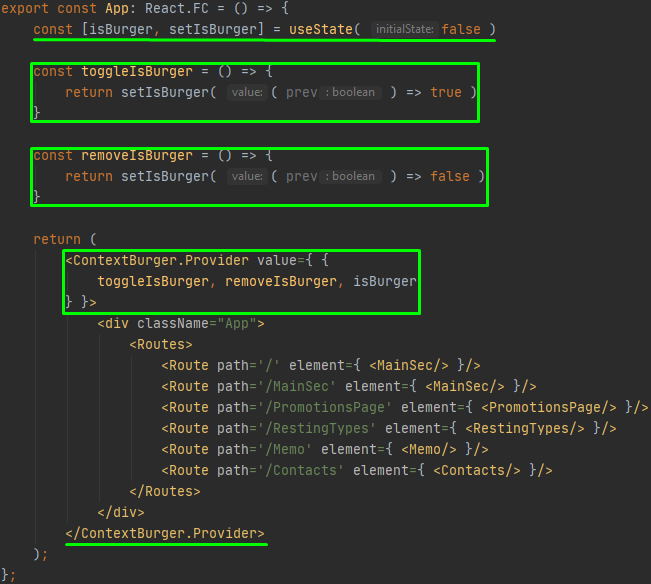 export const App: React.FC = () => {
const [isBurger, setIsBurger] = useState( initialState: false )
const toggleIsBurger = () => {
return setIsBurger( value: ( prev : boolean ) => true )
}
const removeIsBurger = () => {
return setIsBurger( value: ( prev : boolean ) => false )
}
return (
<ContextBurger.Provider value={ {
toggleIsBurger, removeIsBurger, isBurger
} }>
<div className="App">
<Routes>
<Route path='/' element={ <MainSec/> }/>
<Route path='/MainSec' element={ <MainSec/> }/>
<Route path='/PromotionsPage' element={ <PromotionsPage/> }/>
<Route path='/RestingTypes' element={ <RestingTypes/> }/>
<Route path='/Memo' element={ <Memo/> }/>
<Route path='/Contacts' element={ <Contacts/> }/>
</Routes>
</div>
</ContextBurger.Provider>
);
};